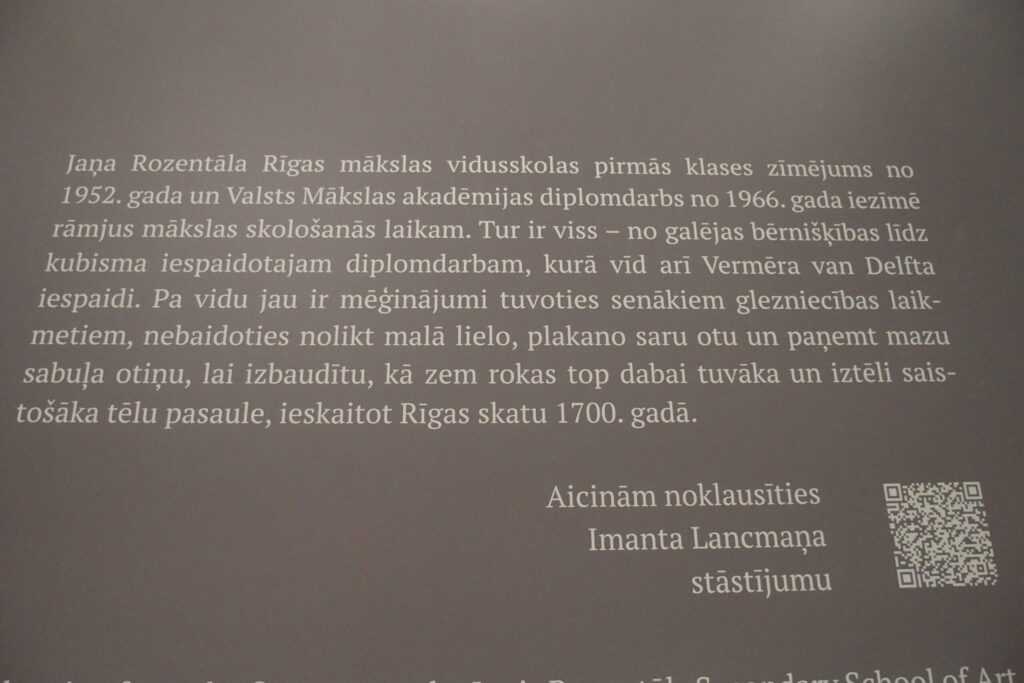 Jaņa Rozentāla Rīgas mākslas vidusskolas pirmās klases zīmējums no
1952. gada un Valsts Mākslas akadēmijas diplomdarbs no 1966. gada iezīmē
rāmjus mākslas skološanās laikam. Tur ir viss – no galējas bērnišķības līdz
kubisma iespaidotajam diplomdarbam, kurā vīd arī Vermēra van Delfta
iespaidi. Pa vidu jau ir mēģinājumi tuvoties senākiem glezniecības laik-
metiem, nebaidoties nolikt malā lielo, plakano saru otu un paņemt mazu
sabuļa otiņu, lai izbaudītu, kā zem rokas top dabai tuvāka un iztēli sais-
tošāka tēlu pasaule, ieskaitot Rīgas skatu 1700. gadā.
Aicinām noklausīties
Imanta Lancmaņa
stāstījumu
Secondary School of Art